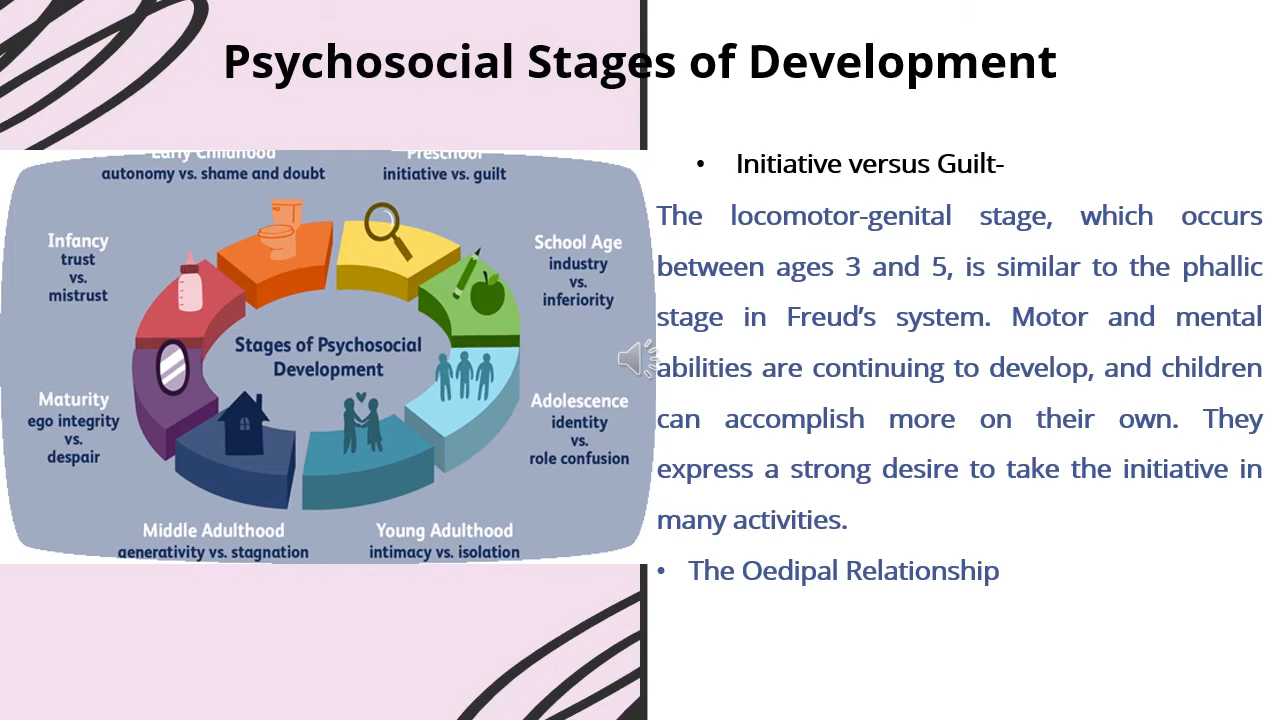 Psychosocial Stages of Development
Early Childhood
autonomy vs. shame and doubt
Preschool
initiative vs. guilt
Infancy
trust
vs.
mistrust
School Age
industry
vs.
inferiority
Stages of Psychosocial
Development
Maturity
ego integrity
vs.
despair
Adolescence
identity
vs.
role confusion
Middle Adulthood
generativity vs. stagnation
Young Adulthood
intimacy vs. isolation
• Initiative versus Guilt-
The locomotor-genital stage, which occurs
between ages 3 and 5, is similar to the phallic
stage in Freud’s system. Motor and mental
abilities are continuing to develop, and children
can accomplish more on their own. They
express a strong desire to take the initiative in
many activities.
• The Oedipal Relationship